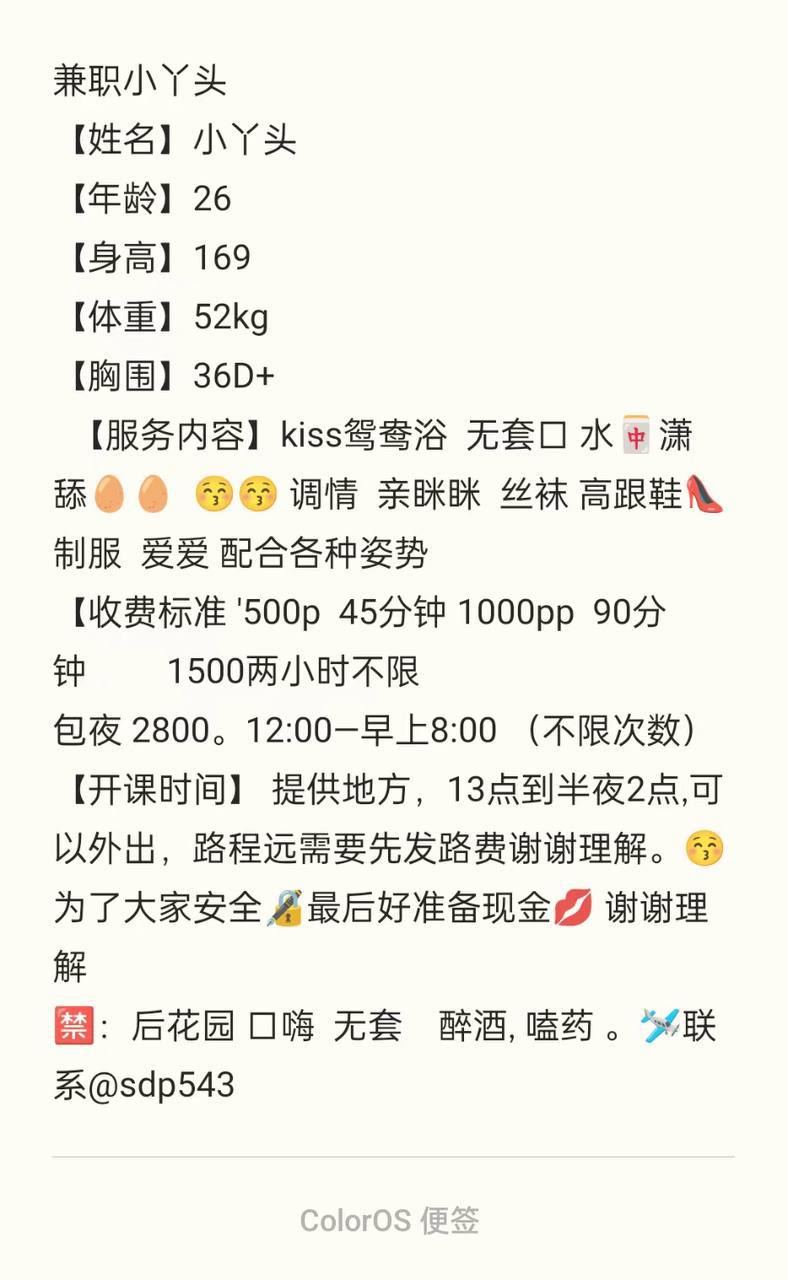 兼职小丫头
【姓名】小丫头
【年龄】26
【身高】169
【体重】52kg
【胸围】36D+
【服务内容】kiss鸳鸯浴  无套口 水🀄潇
舔🥚🥚  😚😚 调情  亲眯眯  丝袜 高跟鞋👠
制服  爱爱 配合各种姿势
【收费标准 '500p  45分钟 1000pp  90分
钟        1500两小时不限
包夜 2800。12:00—早上8:00 （不限次数）
【开课时间】 提供地方，13点到半夜2点,可
以外出，路程远需要先发路费谢谢理解。😚
为了大家安全🔏最后好准备现金💋 谢谢理
解
🈲：后花园 口嗨  无套   醉酒, 嗑药 。🛩️联
系@sdp543
ColorOS 便签